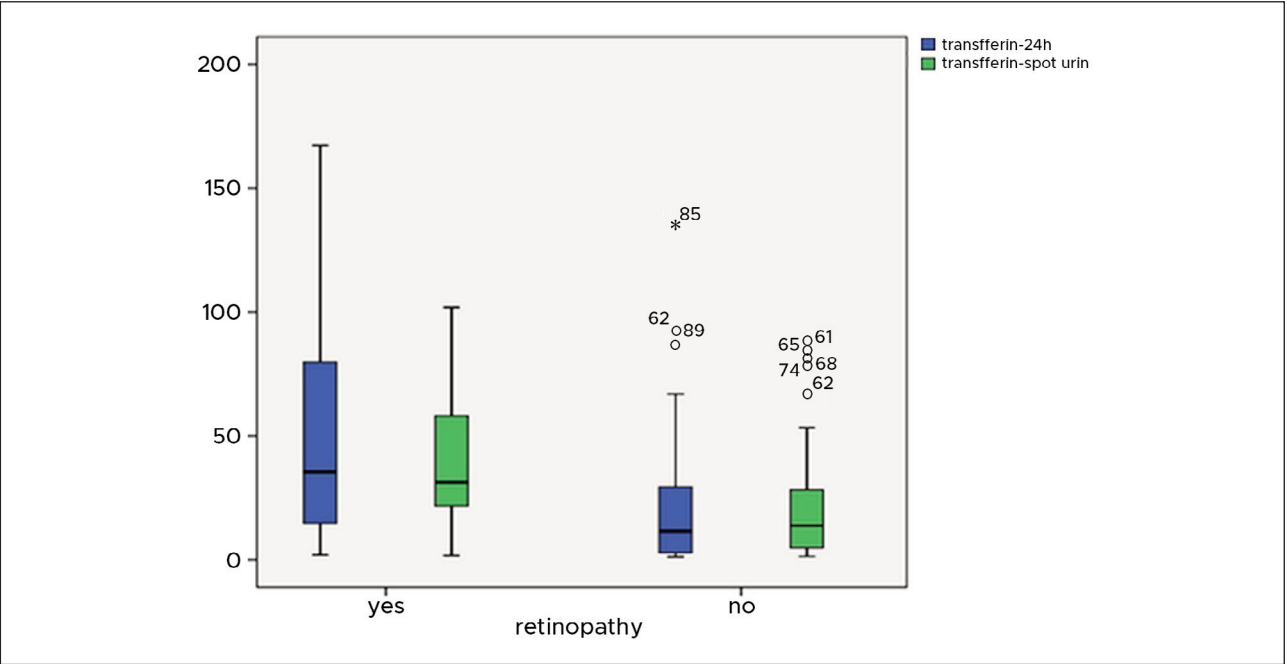 transfferin-24h
transfferin-spot urin
200
150
100
50
0
*85
62
89
61
65
68
74
62
yes
no
retinopathy